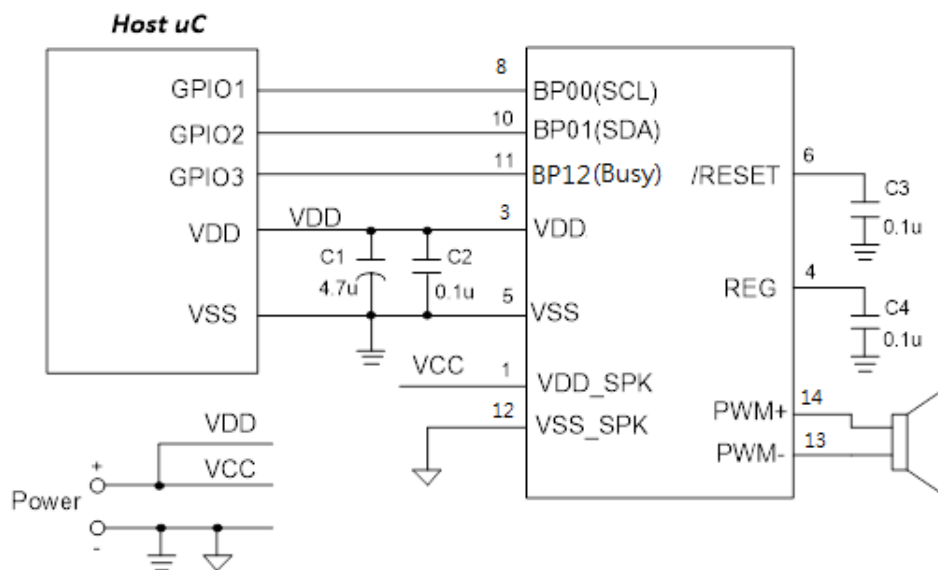 Host uC
GPIO1
GPIO2
GPIO3
VDD
VSS
VDD
C1
4.7u
C2
0.1u
8
10
11
3
5
1
12
BP00(SCL)
BP01(SDA)
BP12(Busy)
VDD
VSS
VDD_SPK
VSS_SPK
VCC
/RESET
REG
PWM+
PWM-
6
C3
0.1u
4
C4
0.1u
14
13
VDD
VCC
+
Power
-